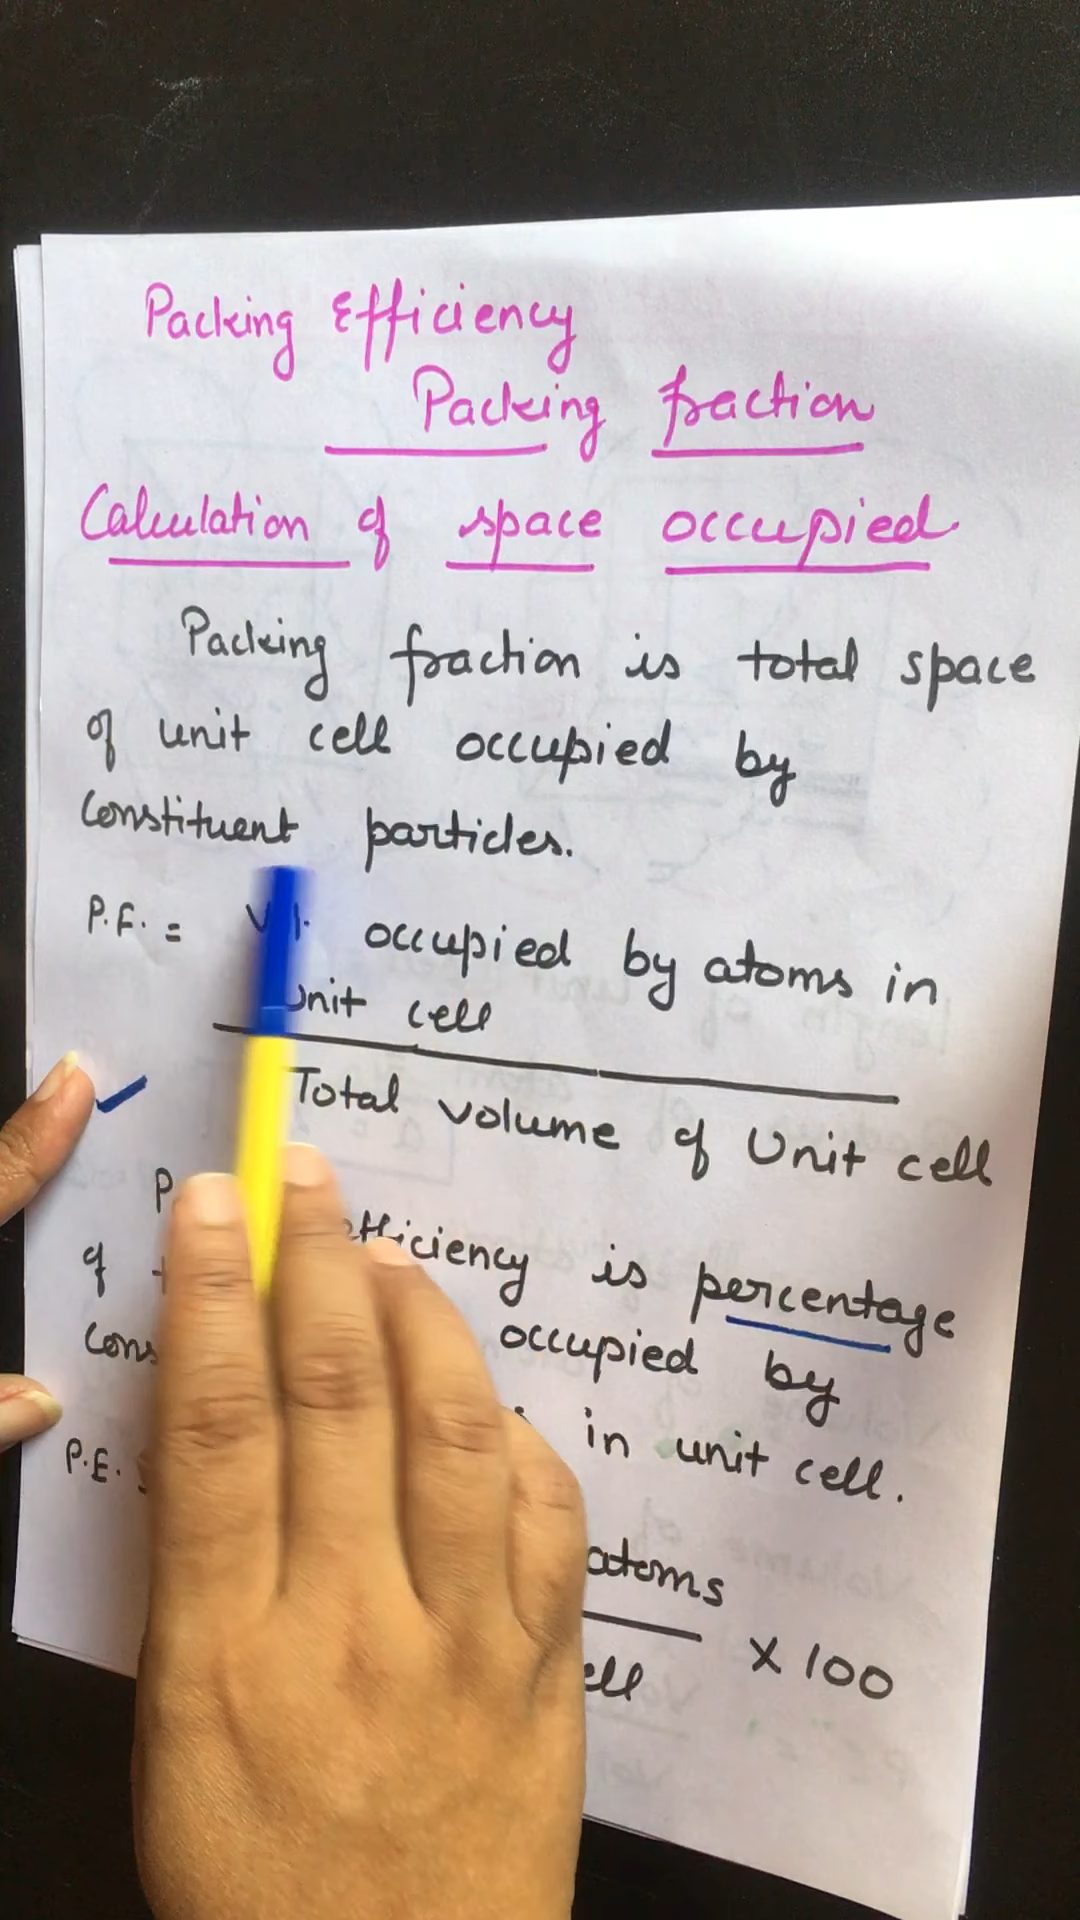 Packing Efficiency
Packing fraction
Calculation of space occupied
Packing fraction is total space
of unit cell occupied by
constituent particles.
P.F. = occupied by atoms in
unit cell
Total volume of Unit cell
efficiency is percentage
of occupied by
in unit cell.
P.E. = atoms
x 100